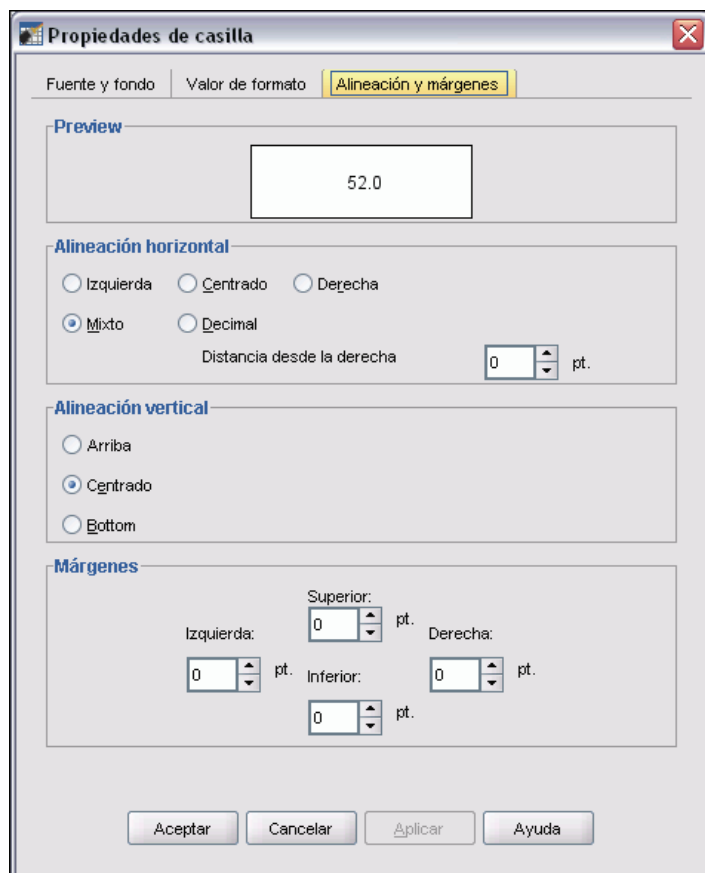 Propiedades de casilla
Fuente y fondo Valor de formato Alineación y márgenes
Preview
52.0
Alineación horizontal
Izquierda Centrado Derecha
Mixto Decimal
Distancia desde la derecha 0 pt.
Alineación vertical
Arriba
Centrado
Bottom
Márgenes
Superior:
0 pt.
Izquierda: Derecha:
0 pt. Inferior: 0 pt.
0 pt.
Aceptar Cancelar Aplicar Ayuda